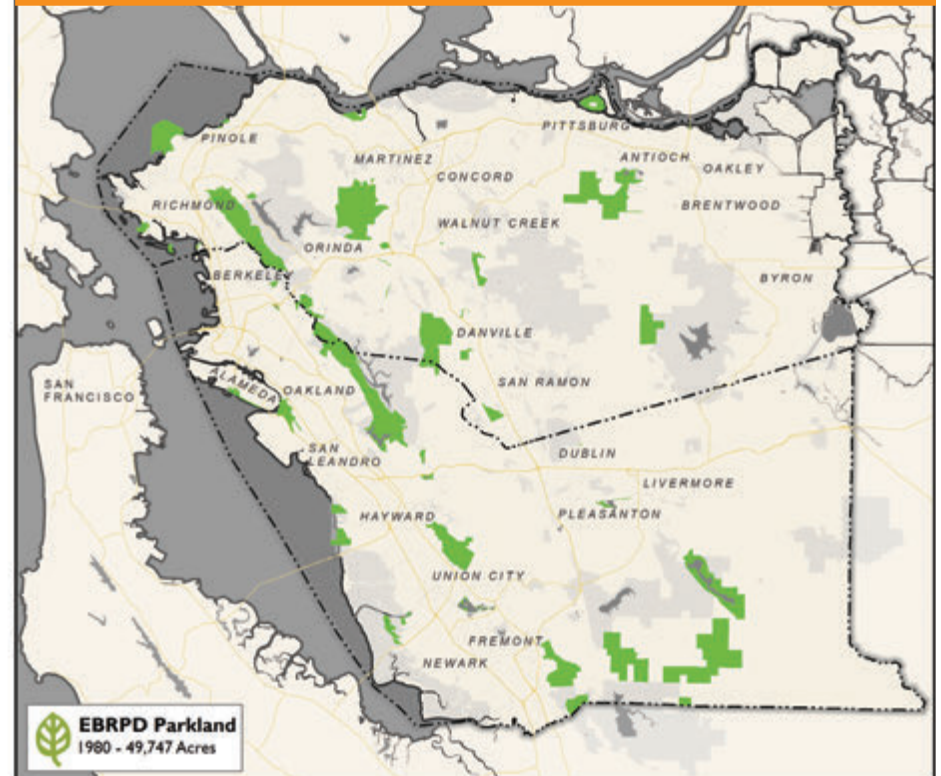 PINOLE
PITTSBURG
MARTINEZ
ANTIOCH
OAKLEY
CONCORD
RICHMOND
BRENTWOOD
WALNUT CREEK
ORINDA
BERKELEY
BYRON
DANVILLE
SAN
FRANCISCO
ALAMEDA
OAKLAND
SAN RAMON
SAN
LEANDRO
DUBLIN
LIVERMORE
HAYWARD
PLEASANTON
UNION CITY
FREMONT
NEWARK
EBRPD Parkland
1980 - 49,747 Acres